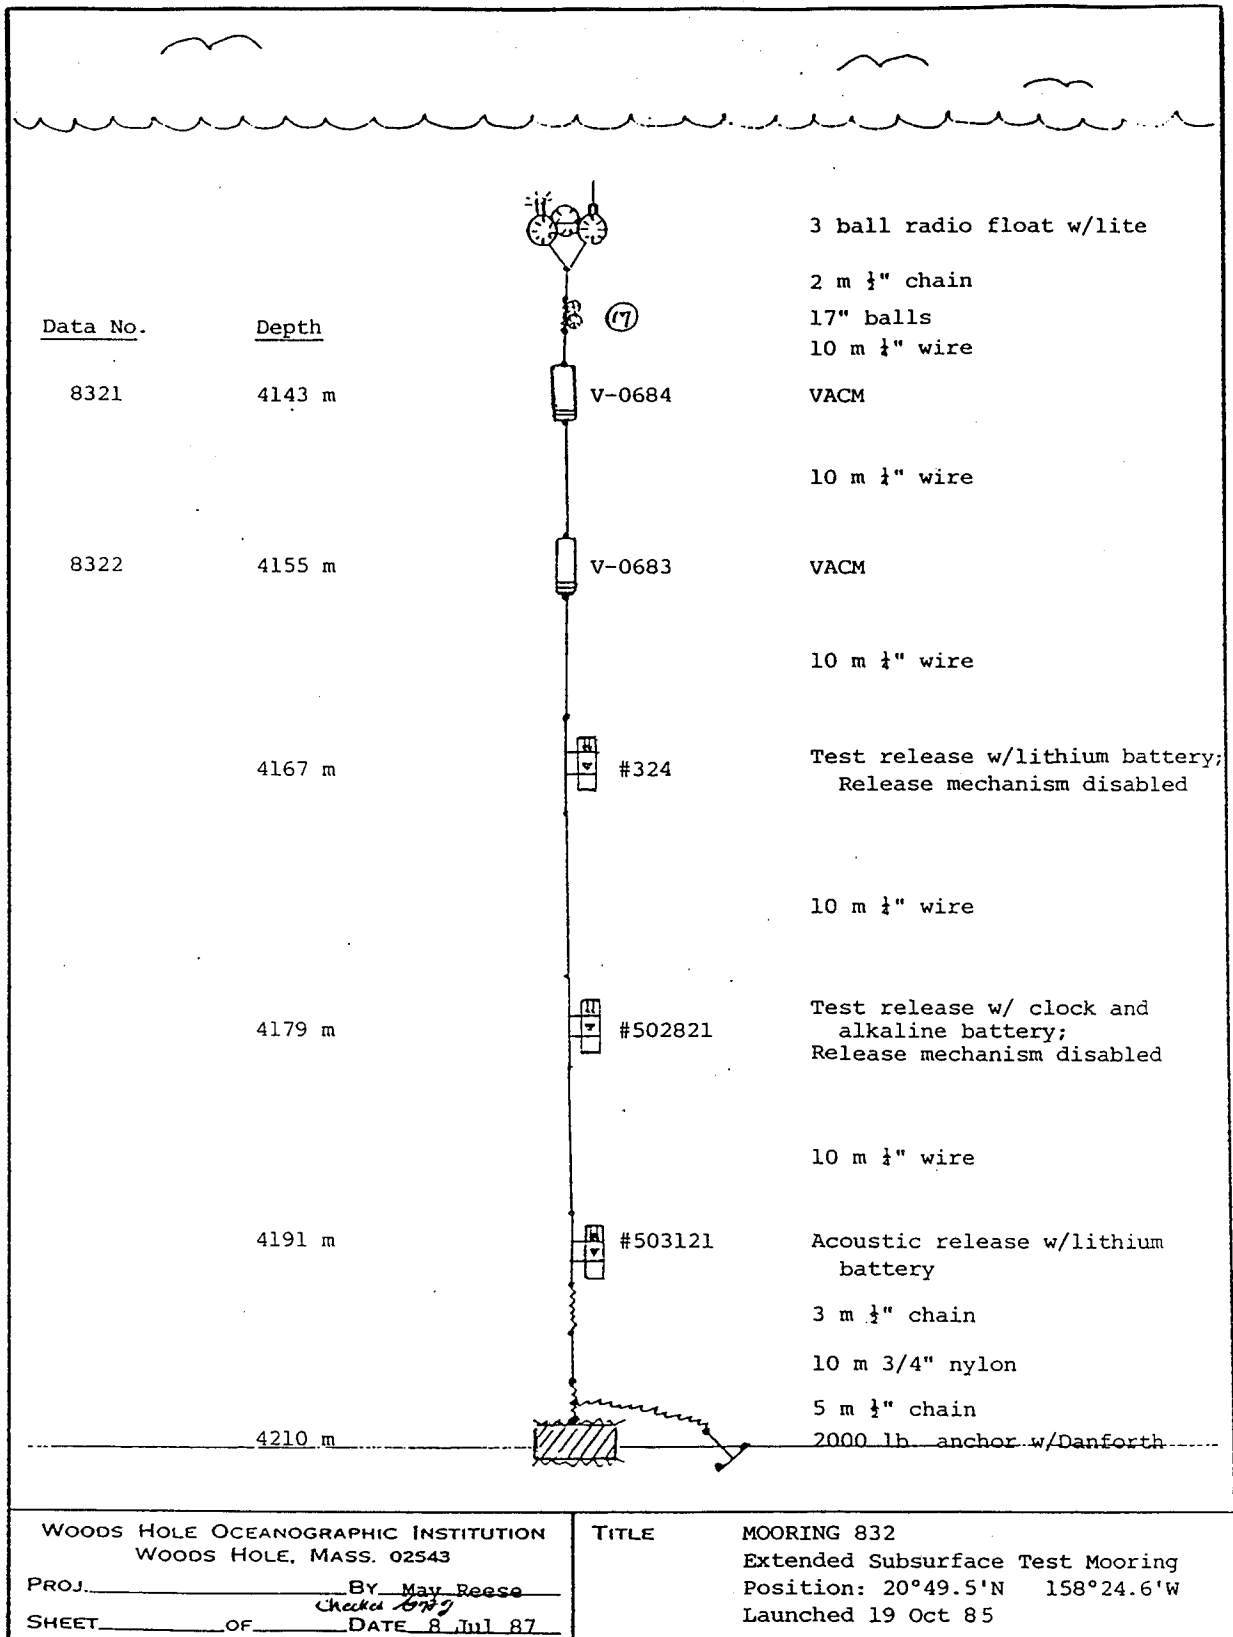 3 ball radio float w/lite
2 m ½" chain
(17) 17" balls
Data No. Depth
10 m ¼" wire
8321 4143 m V-0684 VACM
10 m ¼" wire
8322 4155 m V-0683 VACM
10 m ¼" wire
4167 m #324 Test release w/lithium battery;
Release mechanism disabled
10 m ¼" wire
4179 m #502821 Test release w/ clock and
alkaline battery;
Release mechanism disabled
10 m ¼" wire
4191 m #503121 Acoustic release w/lithium
battery
3 m ½" chain
10 m 3/4" nylon
5 m ½" chain
4210 m 2000 lb anchor w/Danforth
WOODS HOLE OCEANOGRAPHIC INSTITUTION
WOODS HOLE, MASS. 02543
PROJ. BY May Reese
Checked
SHEET OF DATE 8 Jul 87
TITLE MOORING 832
Extended Subsurface Test Mooring
Position: 20°49.5'N 158°24.6'W
Launched 19 Oct 85